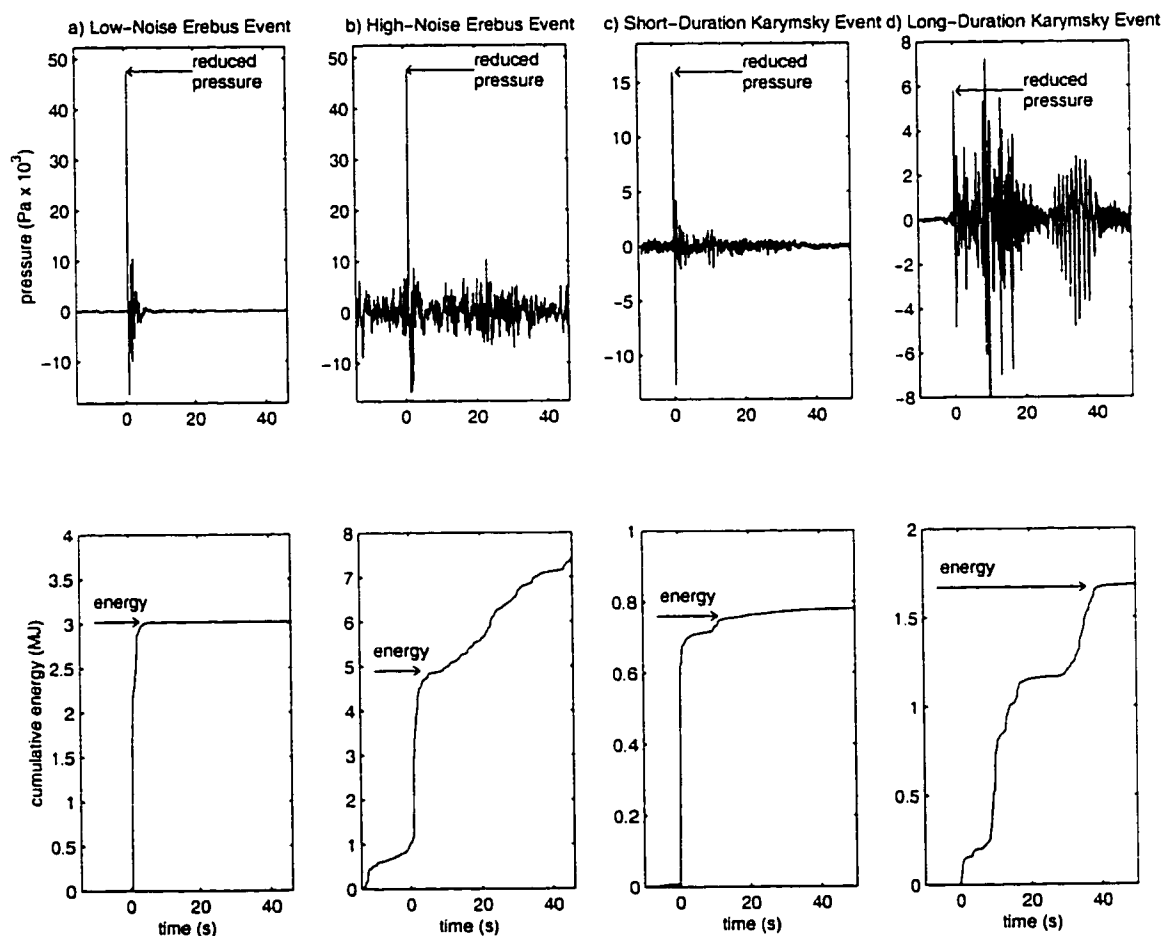 a) Low-Noise Erebus Event
b) High-Noise Erebus Event
c) Short-Duration Karymsky Event
d) Long-Duration Karymsky Event
pressure (Pa x 10^3)
50
40
30
20
10
0
-10
0 20 40
reduced
pressure
50
40
30
20
10
0
-10
0 20 40
reduced
pressure
15
10
5
0
-5
-10
0 20 40
reduced
pressure
8
6
4
2
0
-2
-4
-6
-8
0 20 40
reduced
pressure
cumulative energy (MJ)
4
3.5
3
2.5
2
1.5
1
0.5
0
0 20 40
time (s)
energy
8
7
6
5
4
3
2
1
0
0 20 40
time (s)
energy
1
0.8
0.6
0.4
0.2
0
0 20 40
time (s)
energy
2
1.5
1
0.5
0
0 20 40
time (s)
energy